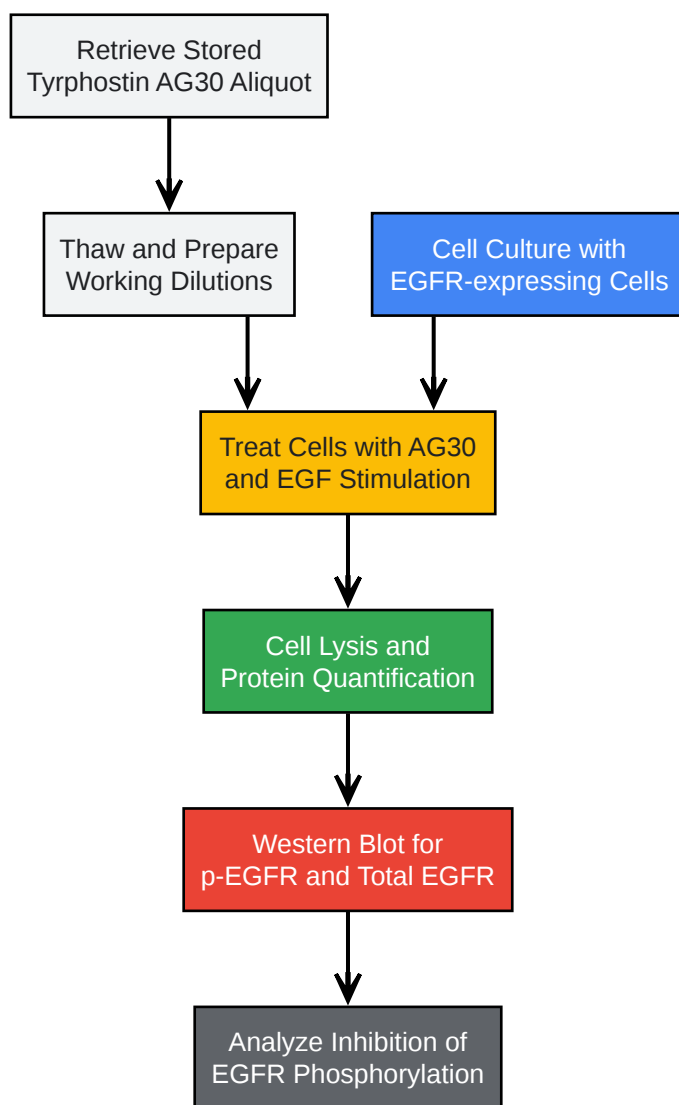 Retrieve Stored
Tyrphostin AG30 Aliquot
Thaw and Prepare
Working Dilutions
Cell Culture with
EGFR-expressing Cells
Treat Cells with AG30
and EGF Stimulation
Cell Lysis and
Protein Quantification
Western Blot for
p-EGFR and Total EGFR
Analyze Inhibition of
EGFR Phosphorylation